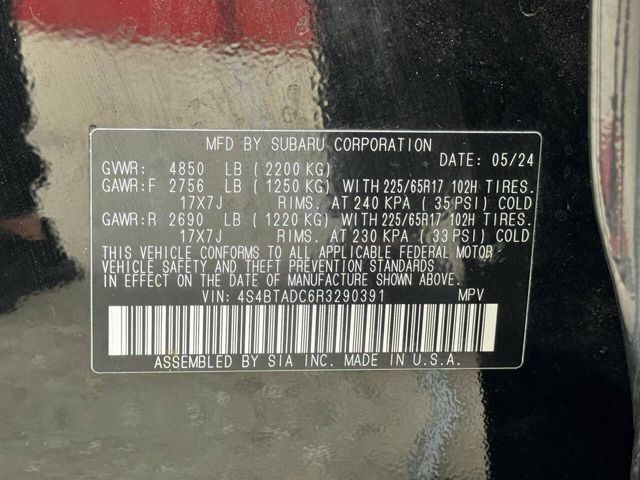 MFD BY SUBARU CORPORATION
GVWR: 4850 LB (2200 KG) DATE: 05/24
GAWR:F 2756 LB (1250 KG) WITH 225/65R17 102H TIRES.
17X7J RIMS. AT 240 KPA (35 PSI) COLD
GAWR:R 2690 LB (1220 KG) WITH 225/65R17 102H TIRES.
17X7J RIMS. AT 230 KPA (33 PSI) COLD
THIS VEHICLE CONFORMS TO ALL APPLICABLE FEDERAL MOTOR
VEHICLE SAFETY AND THEFT PREVENTION STANDARDS
IN EFFECT ON THE DATE OF MANUFACTURE SHOWN ABOVE.
VIN: 4S4BTADC6R3290391 MPV
ASSEMBLED BY SIA INC. MADE IN U.S.A.